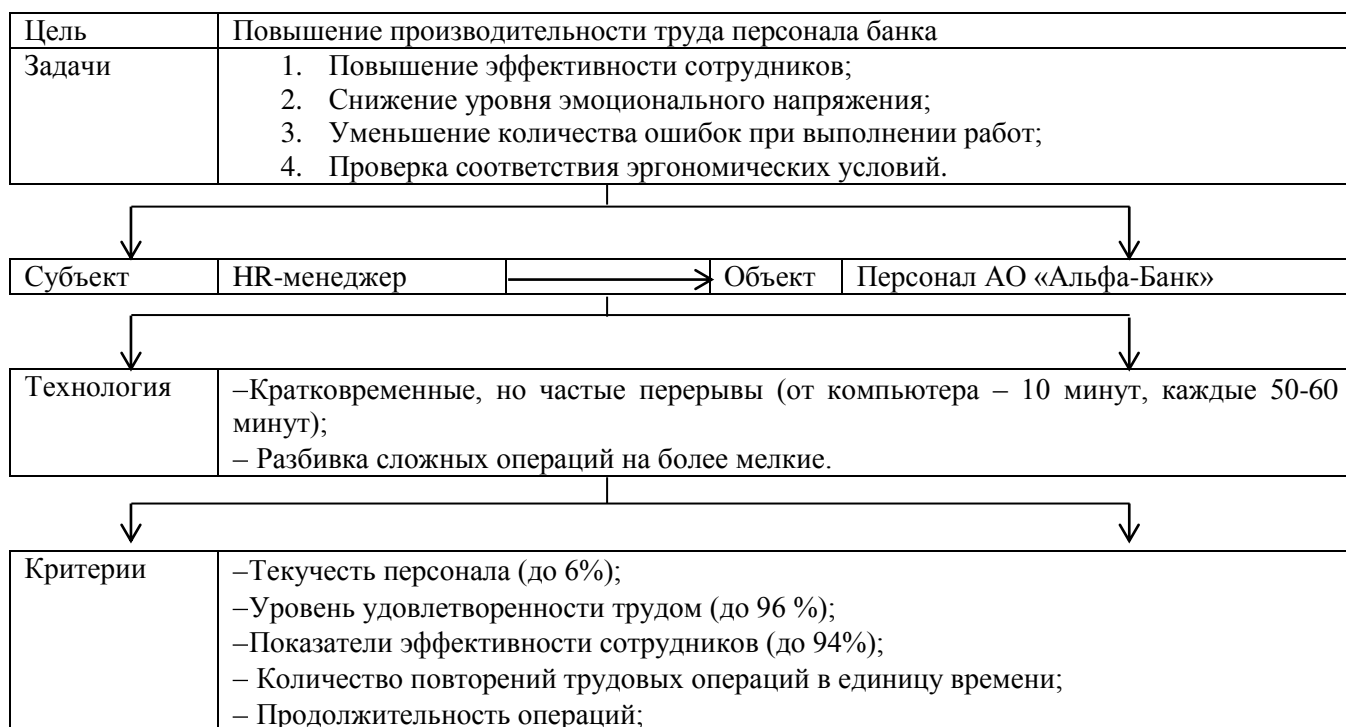 Цель Повышение производительности труда персонала банка
Задачи 1. Повышение эффективности сотрудников;
2. Снижение уровня эмоционального напряжения;
3. Уменьшение количества ошибок при выполнении работ;
4. Проверка соответствия эргономических условий.
Субъект HR-менеджер Объект Персонал АО «Альфа-Банк»
Технология –Кратковременные, но частые перерывы (от компьютера – 10 минут, каждые 50-60
минут);
– Разбивка сложных операций на более мелкие.
Критерии –Текучесть персонала (до 6%);
–Уровень удовлетворенности трудом (до 96 %);
–Показатели эффективности сотрудников (до 94%);
– Количество повторений трудовых операций в единицу времени;
– Продолжительность операций;